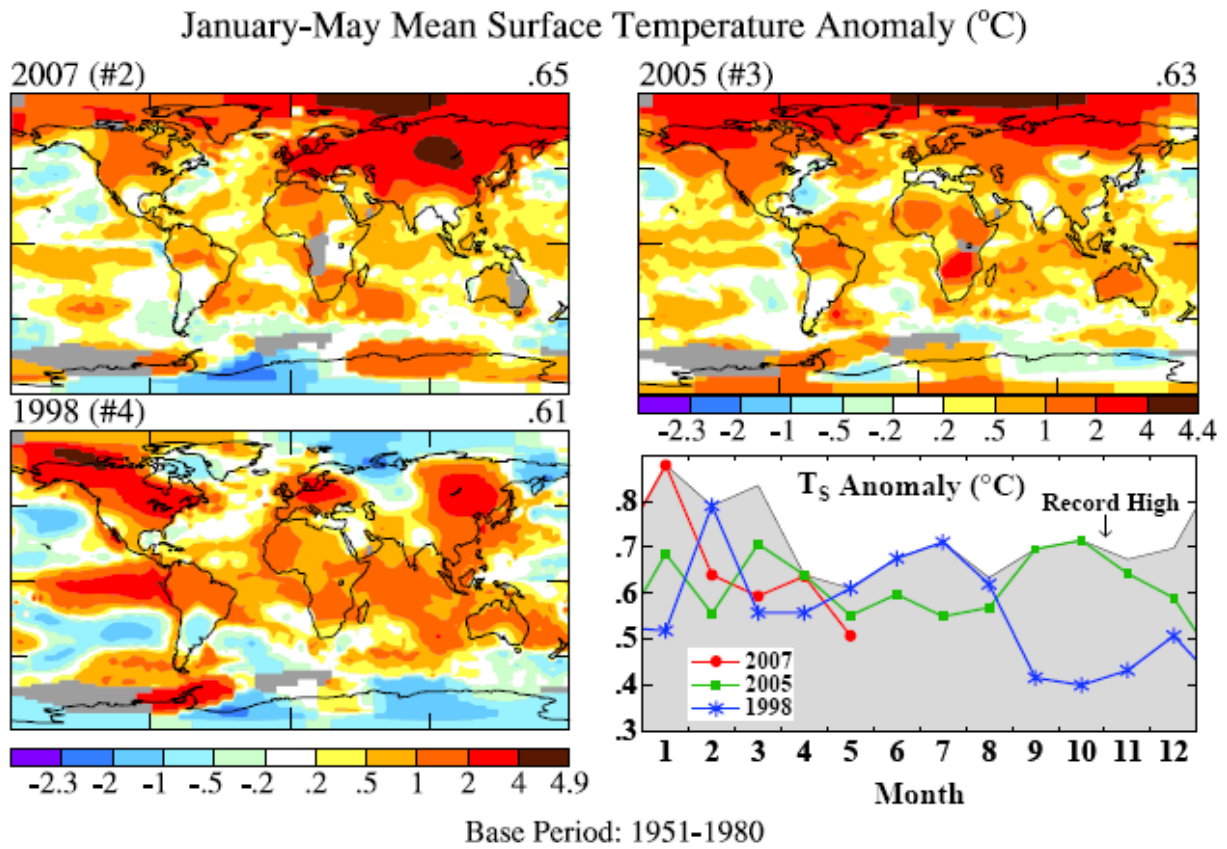 January-May Mean Surface Temperature Anomaly (°C)
2007 (#2) .65
2005 (#3) .63
1998 (#4) .61
-2.3 -2 -1 -.5 -.2 .2 .5 1 2 4 4.4
-2.3 -2 -1 -.5 -.2 .2 .5 1 2 4 4.9
Ts Anomaly (°C)
Record High
.8
.7
.6
.5
.4
.3
2007
2005
1998
1 2 3 4 5 6 7 8 9 10 11 12
Month
Base Period: 1951-1980